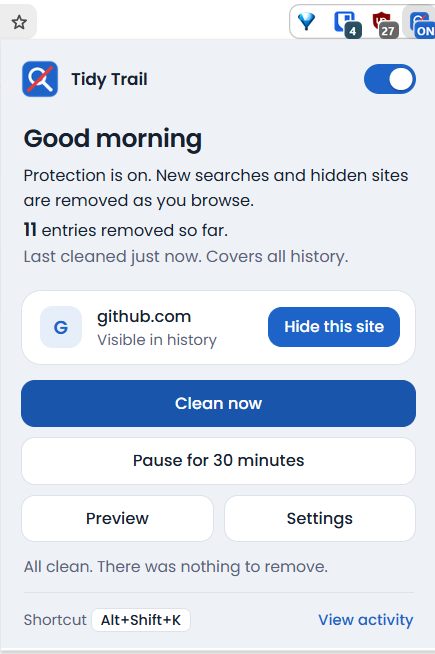 4
27
ON
Tidy Trail
Good morning
Protection is on. New searches and hidden sites
are removed as you browse.
11 entries removed so far.
Last cleaned just now. Covers all history.
G
github.com
Visible in history
Hide this site
Clean now
Pause for 30 minutes
Preview
Settings
All clean. There was nothing to remove.
Shortcut Alt+Shift+K
View activity